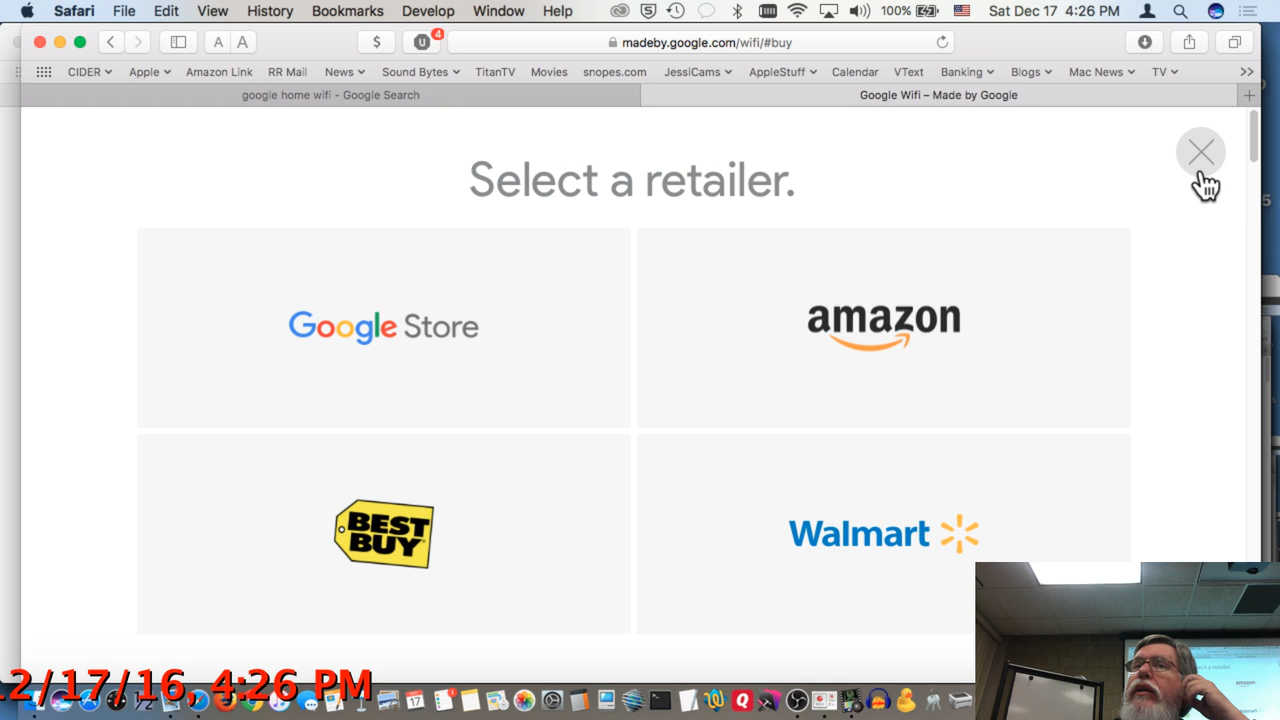 Safari File Edit View History Bookmarks Develop Window Help 100% Sat Dec 17 4:26 PM
A A $ U 4 madeby.google.com/wifi/#buy
CIDER Apple Amazon Link RR Mail News Sound Bytes TitanTV Movies snopes.com JessiCams AppleStuff Calendar VText Banking Blogs Mac News TV
google home wifi - Google Search Google Wifi – Made by Google
Select a retailer.
Google Store
amazon
BEST BUY
Walmart
12/17/16, 4:26 PM